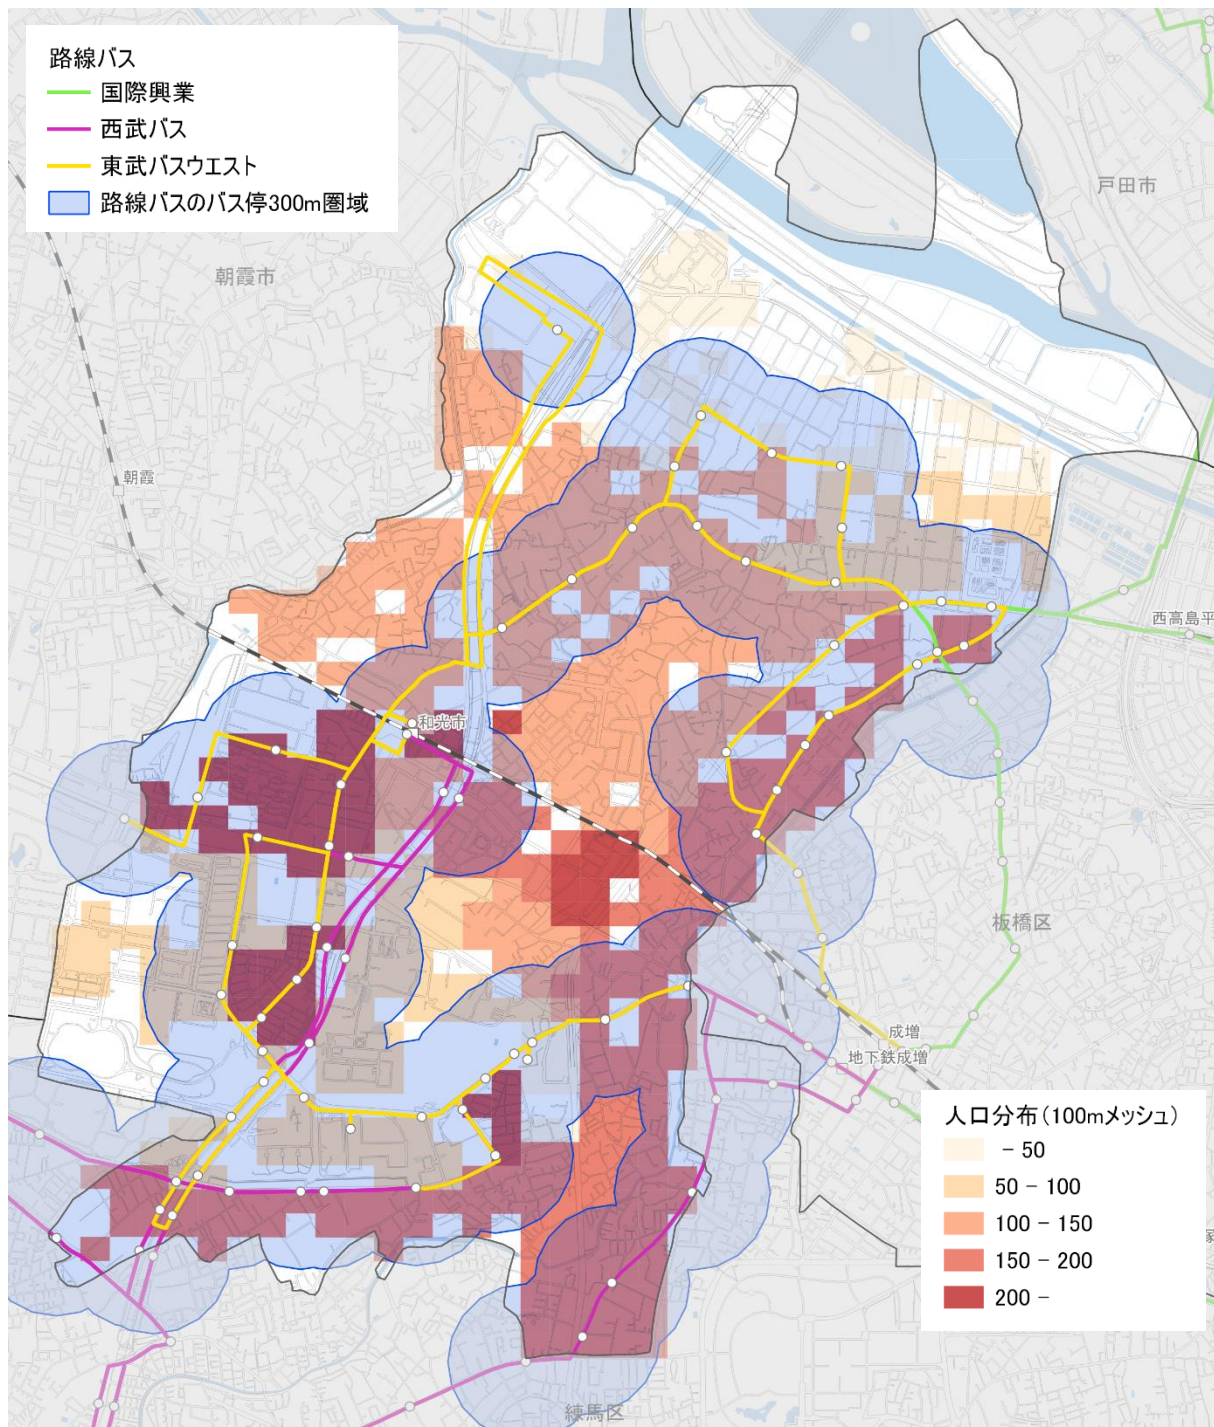 路線バス
国際興業
西武バス
東武バスウエスト
路線バスのバス停300m圏域
戸田市
朝霞市
朝霞
西高島平
和光市
板橋区
成増
地下鉄成増
人口分布（100mメッシュ）
- 50
50 - 100
100 - 150
150 - 200
200 -
塚
練馬区